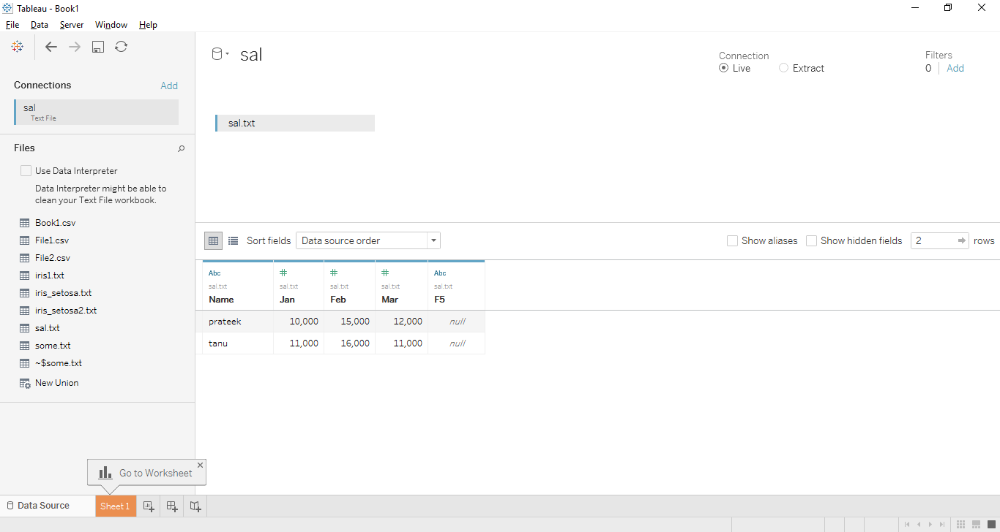 Tableau - Book1
File Data Server Window Help
sal
Connection
Live Extract
Filters
0 Add
Connections Add
sal
Text File
sal.txt
Files
Use Data Interpreter
Data Interpreter might be able to
clean your Text File workbook.
Book1.csv
File1.csv
File2.csv
iris1.txt
iris_setosa.txt
iris_setosa2.txt
sal.txt
some.txt
~$some.txt
New Union
Sort fields Data source order Show aliases Show hidden fields 2 rows
Abc # # # Abc
sal.txt sal.txt sal.txt sal.txt sal.txt
Name Jan Feb Mar F5
prateek 10,000 15,000 12,000 null
tanu 11,000 16,000 11,000 null
Go to Worksheet
Data Source Sheet 1